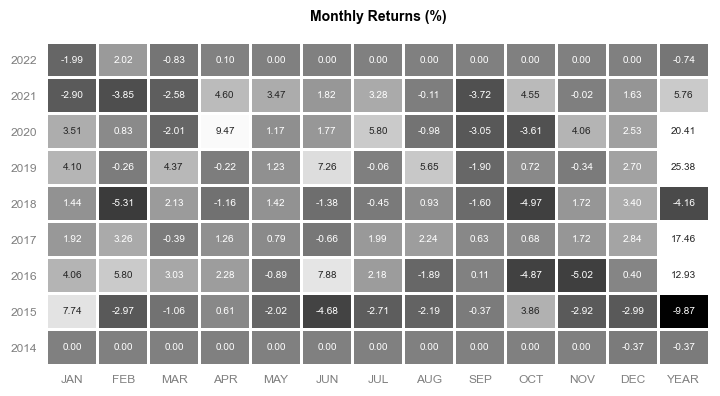 Monthly Returns (%)
2022 -1.99 2.02 -0.83 0.10 0.00 0.00 0.00 0.00 0.00 0.00 0.00 0.00 -0.74
2021 -2.90 -3.85 -2.58 4.60 3.47 1.82 3.28 -0.11 -3.72 4.55 -0.02 1.63 5.76
2020 3.51 0.83 -2.01 9.47 1.17 1.77 5.80 -0.98 -3.05 -3.61 4.06 2.53 20.41
2019 4.10 -0.26 4.37 -0.22 1.23 7.26 -0.06 5.65 -1.90 0.72 -0.34 2.70 25.38
2018 1.44 -5.31 2.13 -1.16 1.42 -1.38 -0.45 0.93 -1.60 -4.97 1.72 3.40 -4.16
2017 1.92 3.26 -0.39 1.26 0.79 -0.66 1.99 2.24 0.63 0.68 1.72 2.84 17.46
2016 4.06 5.80 3.03 2.28 -0.89 7.88 2.18 -1.89 0.11 -4.87 -5.02 0.40 12.93
2015 7.74 -2.97 -1.06 0.61 -2.02 -4.68 -2.71 -2.19 -0.37 3.86 -2.92 -2.99 -9.87
2014 0.00 0.00 0.00 0.00 0.00 0.00 0.00 0.00 0.00 0.00 0.00 -0.37 -0.37
JAN FEB MAR APR MAY JUN JUL AUG SEP OCT NOV DEC YEAR